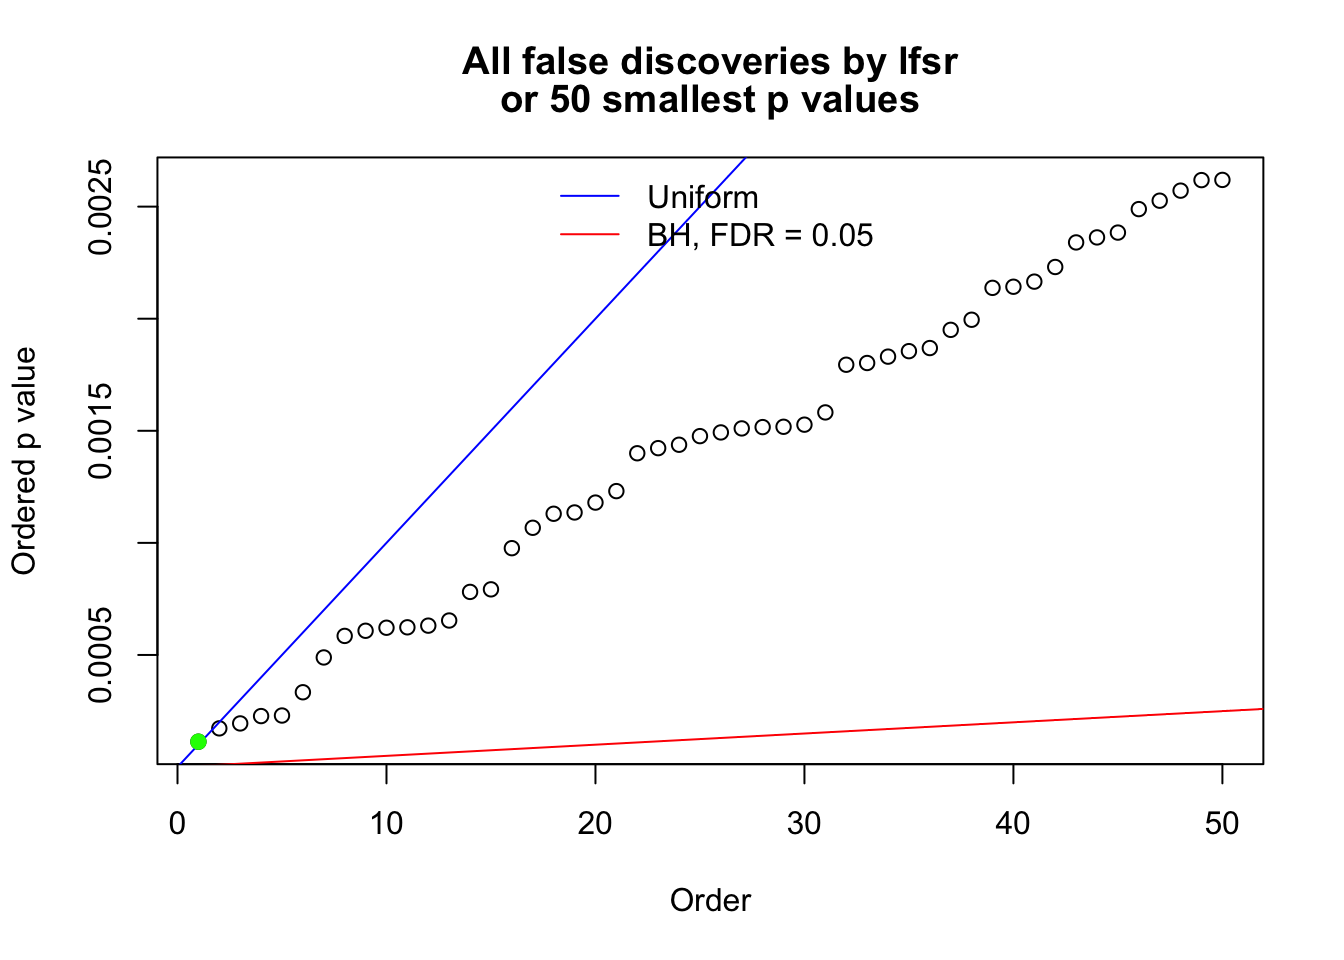 All false discoveries by lfsr
or 50 smallest p values
Uniform
BH, FDR = 0.05
Ordered p value
0.0025
0.0015
0.0005
0 10 20 30 40 50
Order